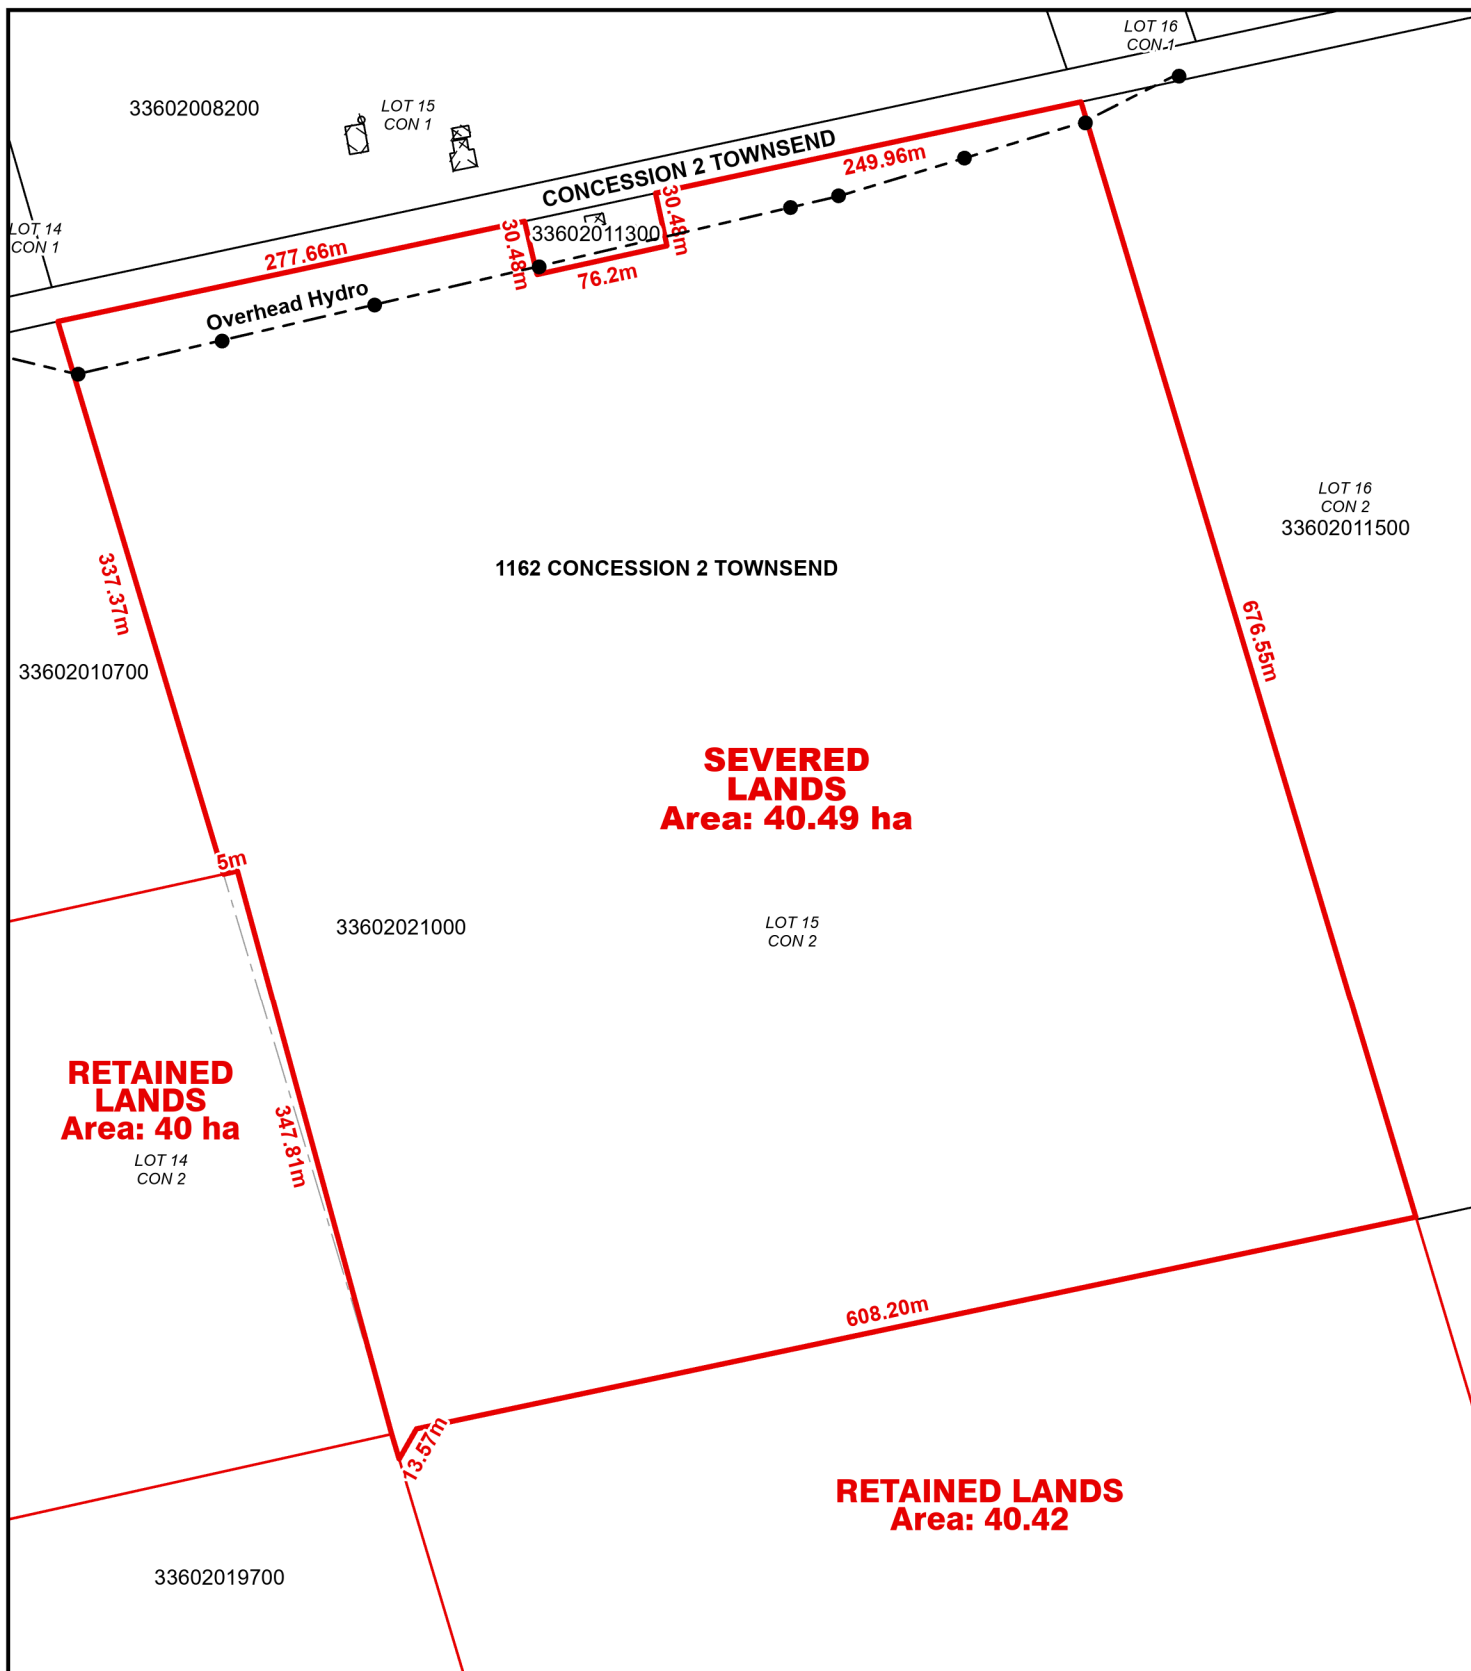 LOT 16
CON 1
33602008200
LOT 15
CON 1
CONCESSION 2 TOWNSEND
249.96m
LOT 14
CON 1
277.66m
30.48m
33602011300
30.48m
76.2m
Overhead Hydro
LOT 16
CON 2
33602011500
1162 CONCESSION 2 TOWNSEND
337.37m
676.55m
33602010700
SEVERED
LANDS
Area: 40.49 ha
5m
33602021000
LOT 15
CON 2
RETAINED
LANDS
Area: 40 ha
LOT 14
CON 2
347.81m
608.20m
13.57m
RETAINED LANDS
Area: 40.42
33602019700